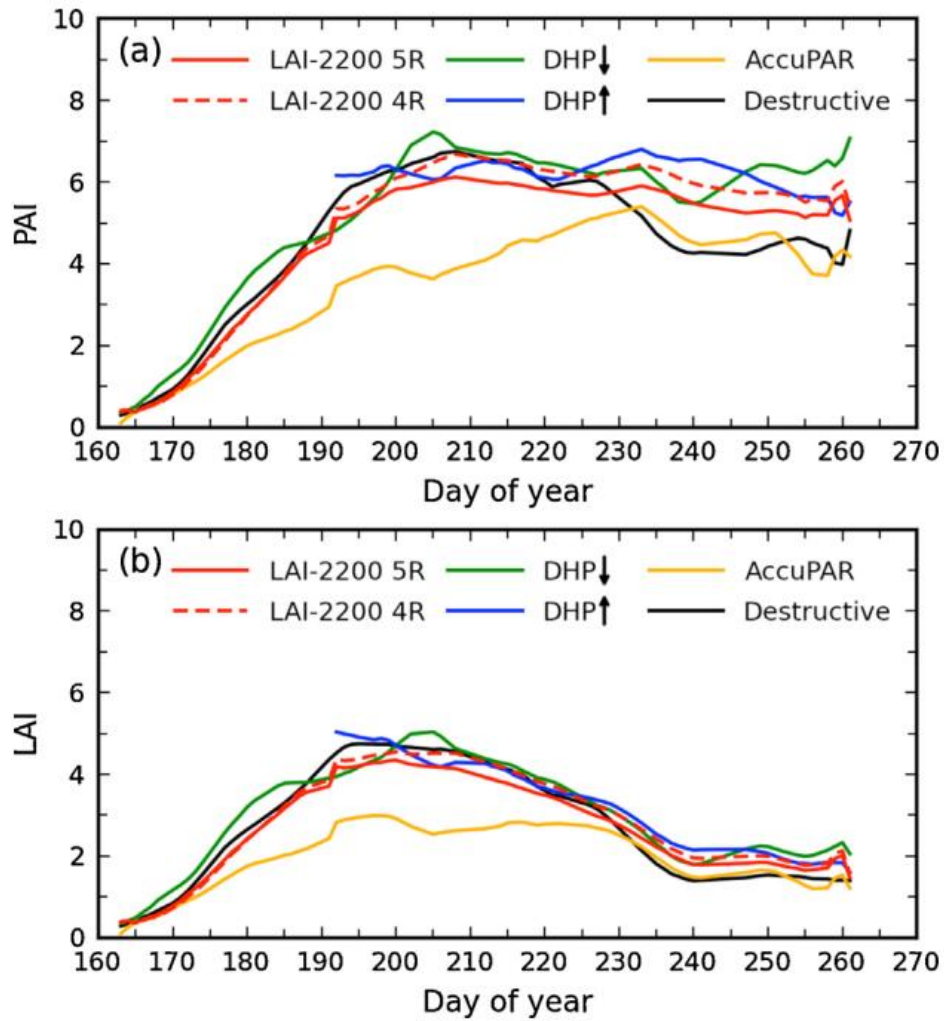 (a)
LAI-2200 5R DHP↓ AccuPAR
LAI-2200 4R DHP↑ Destructive
10
8
6
4
2
0
PAI
160 170 180 190 200 210 220 230 240 250 260 270
Day of year
(b)
LAI-2200 5R DHP↓ AccuPAR
LAI-2200 4R DHP↑ Destructive
10
8
6
4
2
0
LAI
160 170 180 190 200 210 220 230 240 250 260 270
Day of year